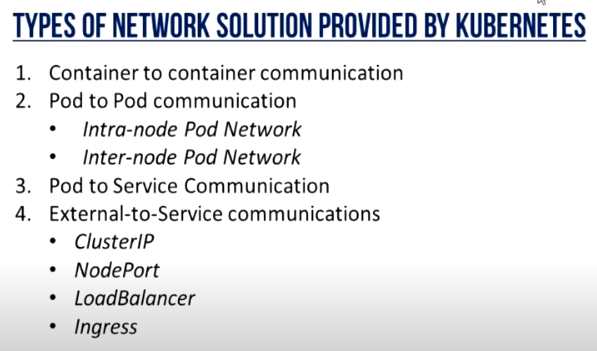 TYPES OF NETWORK SOLUTION PROVIDED BY KUBERNETES
1. Container to container communication
2. Pod to Pod communication
• Intra-node Pod Network
• Inter-node Pod Network
3. Pod to Service Communication
4. External-to-Service communications
• ClusterIP
• NodePort
• LoadBalancer
• Ingress